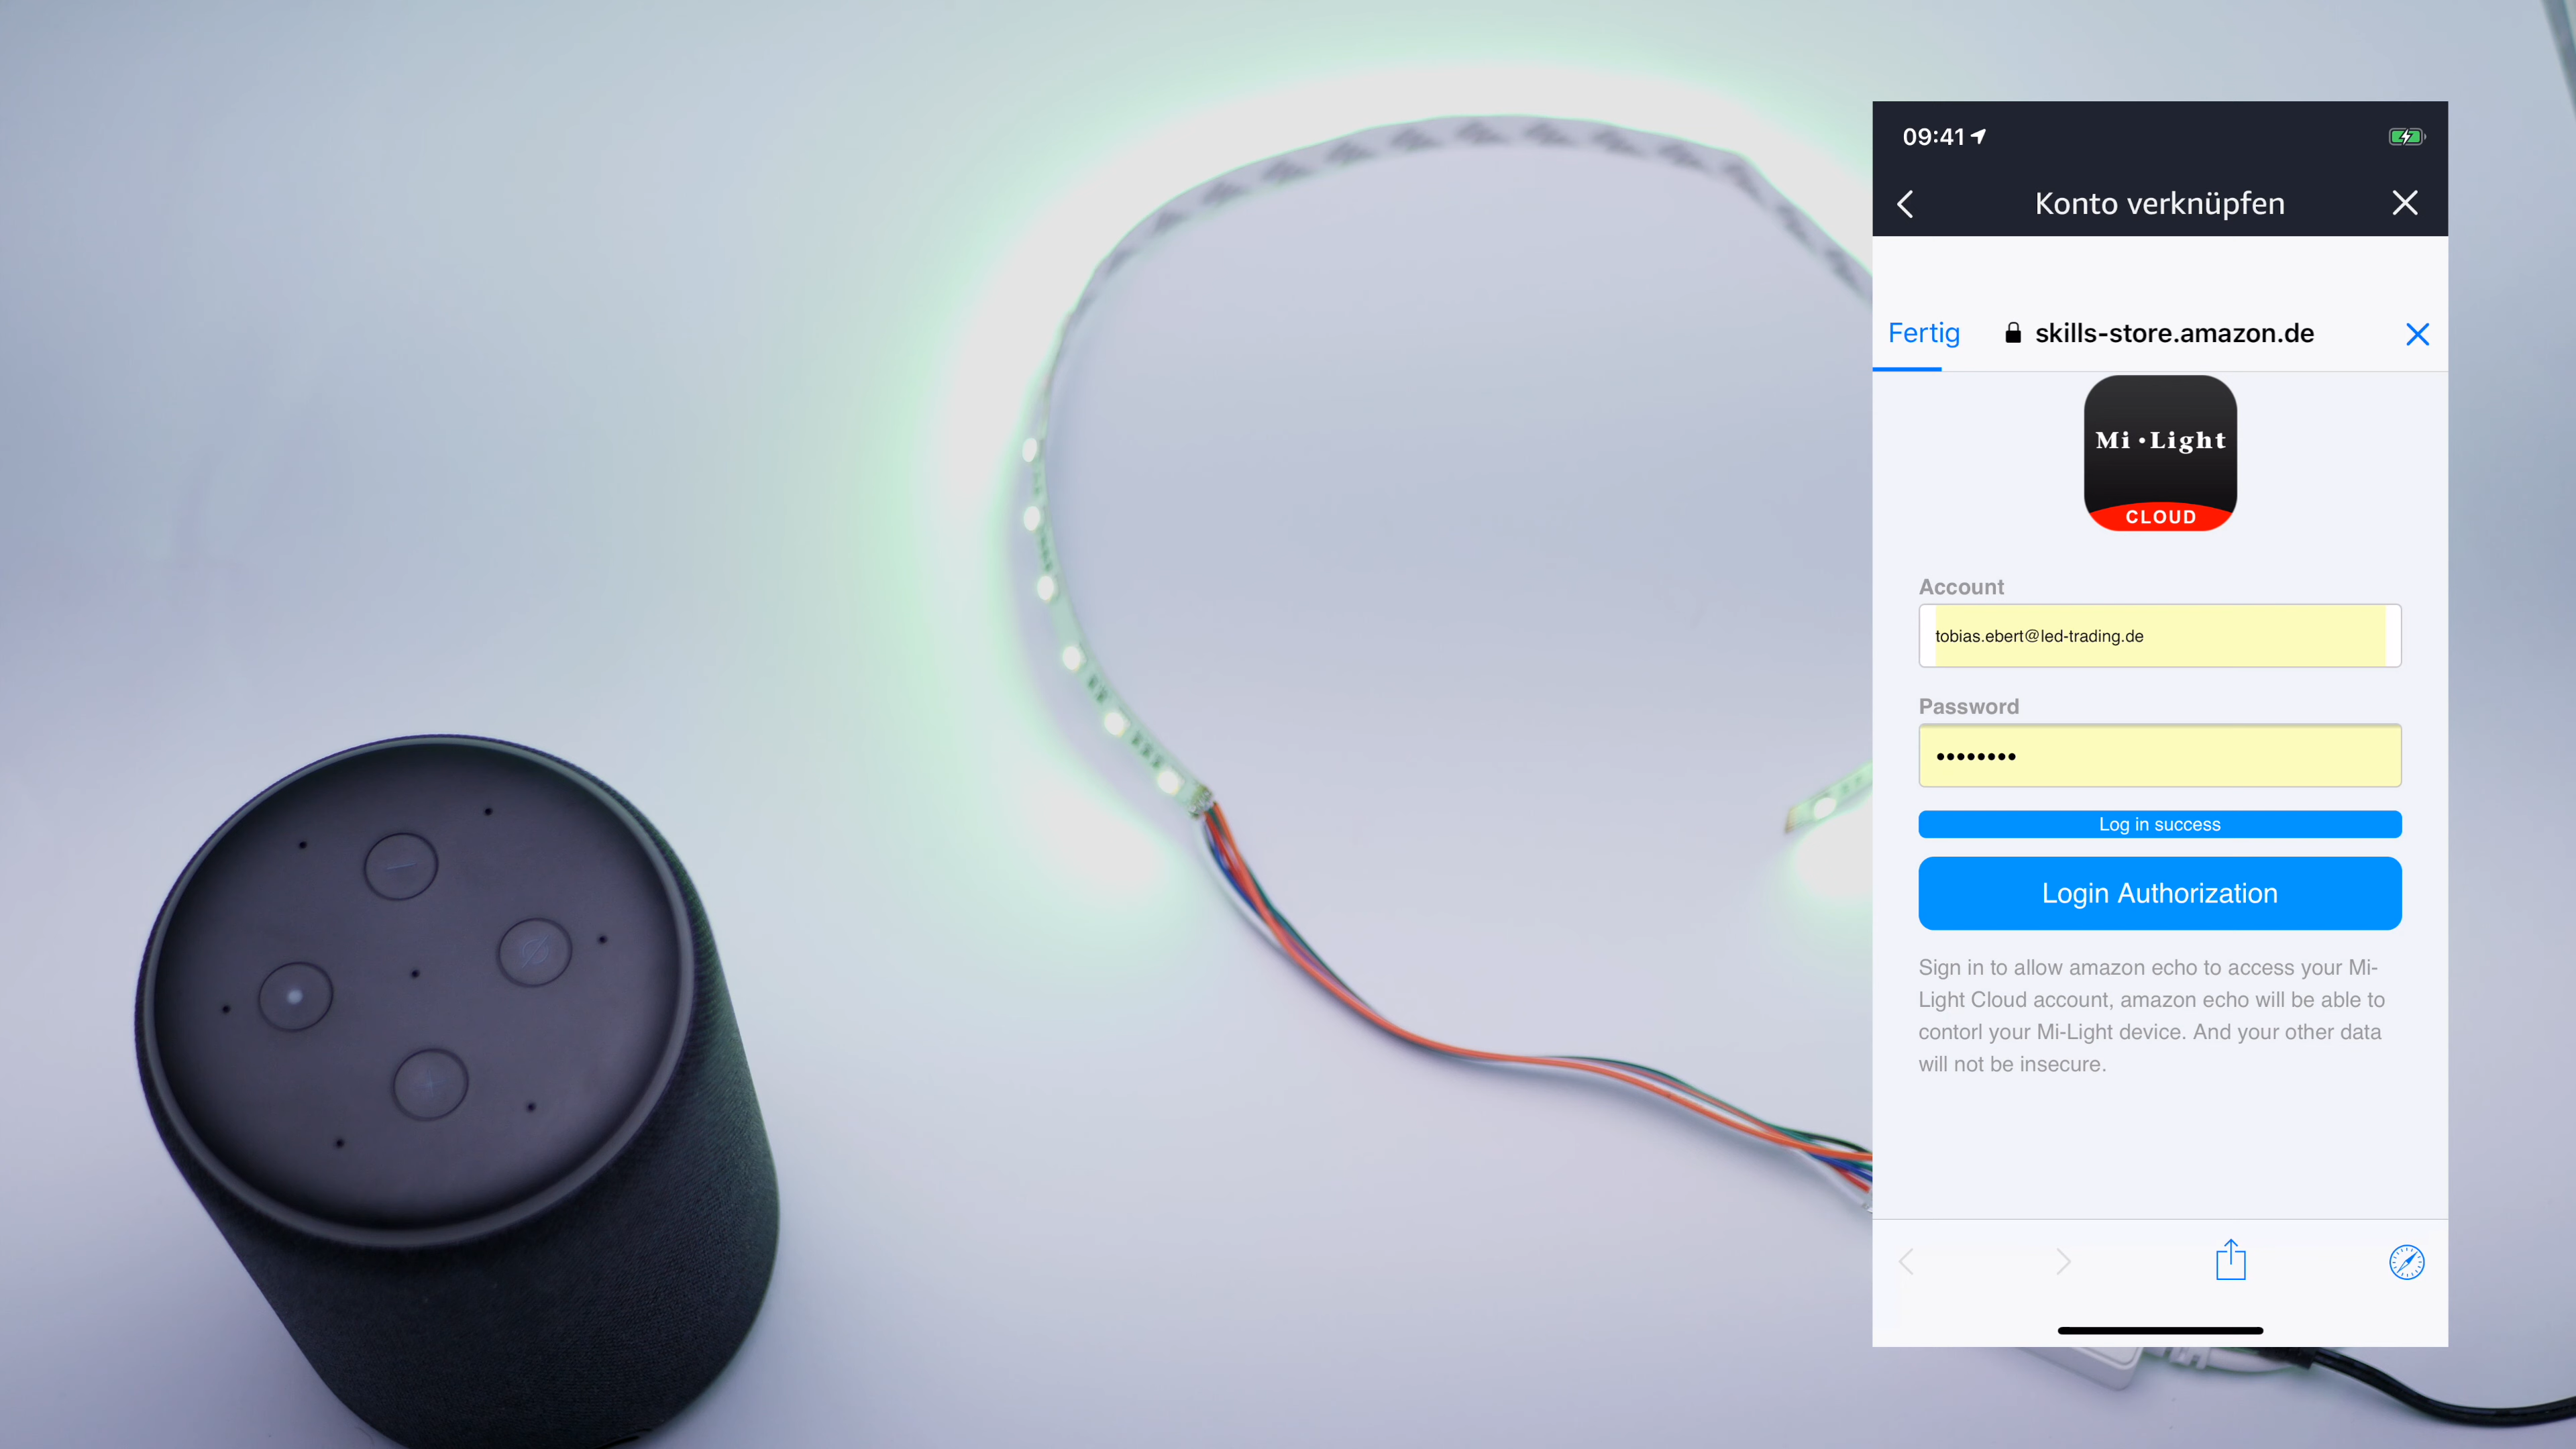 09:41
Konto verknüpfen
Fertig skills-store.amazon.de
Mi·Light
CLOUD
Account
tobias.ebert@led-trading.de
Password
••••••••
Log in success
Login Authorization
Sign in to allow amazon echo to access your Mi-
Light Cloud account, amazon echo will be able to
contorl your Mi-Light device. And your other data
will not be insecure.